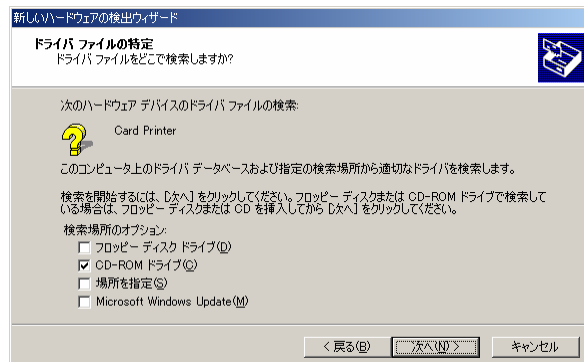 新しいハードウェアの検出ウィザード
ドライバ ファイルの特定
ドライバ ファイルをどこで検索しますか?
次のハードウェア デバイスのドライバ ファイルの検索:
Card Printer
このコンピュータ上のドライバ データベースおよび指定の検索場所から適切なドライバを検索します。
検索を開始するには、[次へ] をクリックしてください。フロッピー ディスクまたは CD-ROM ドライブで検索して
いる場合は、フロッピー ディスクまたは CD を挿入してから [次へ] をクリックしてください。
検索場所のオプション:
フロッピー ディスク ドライブ(D)
CD-ROM ドライブ(C)
場所を指定(S)
Microsoft Windows Update(M)
< 戻る(B) 次へ(N) > キャンセル